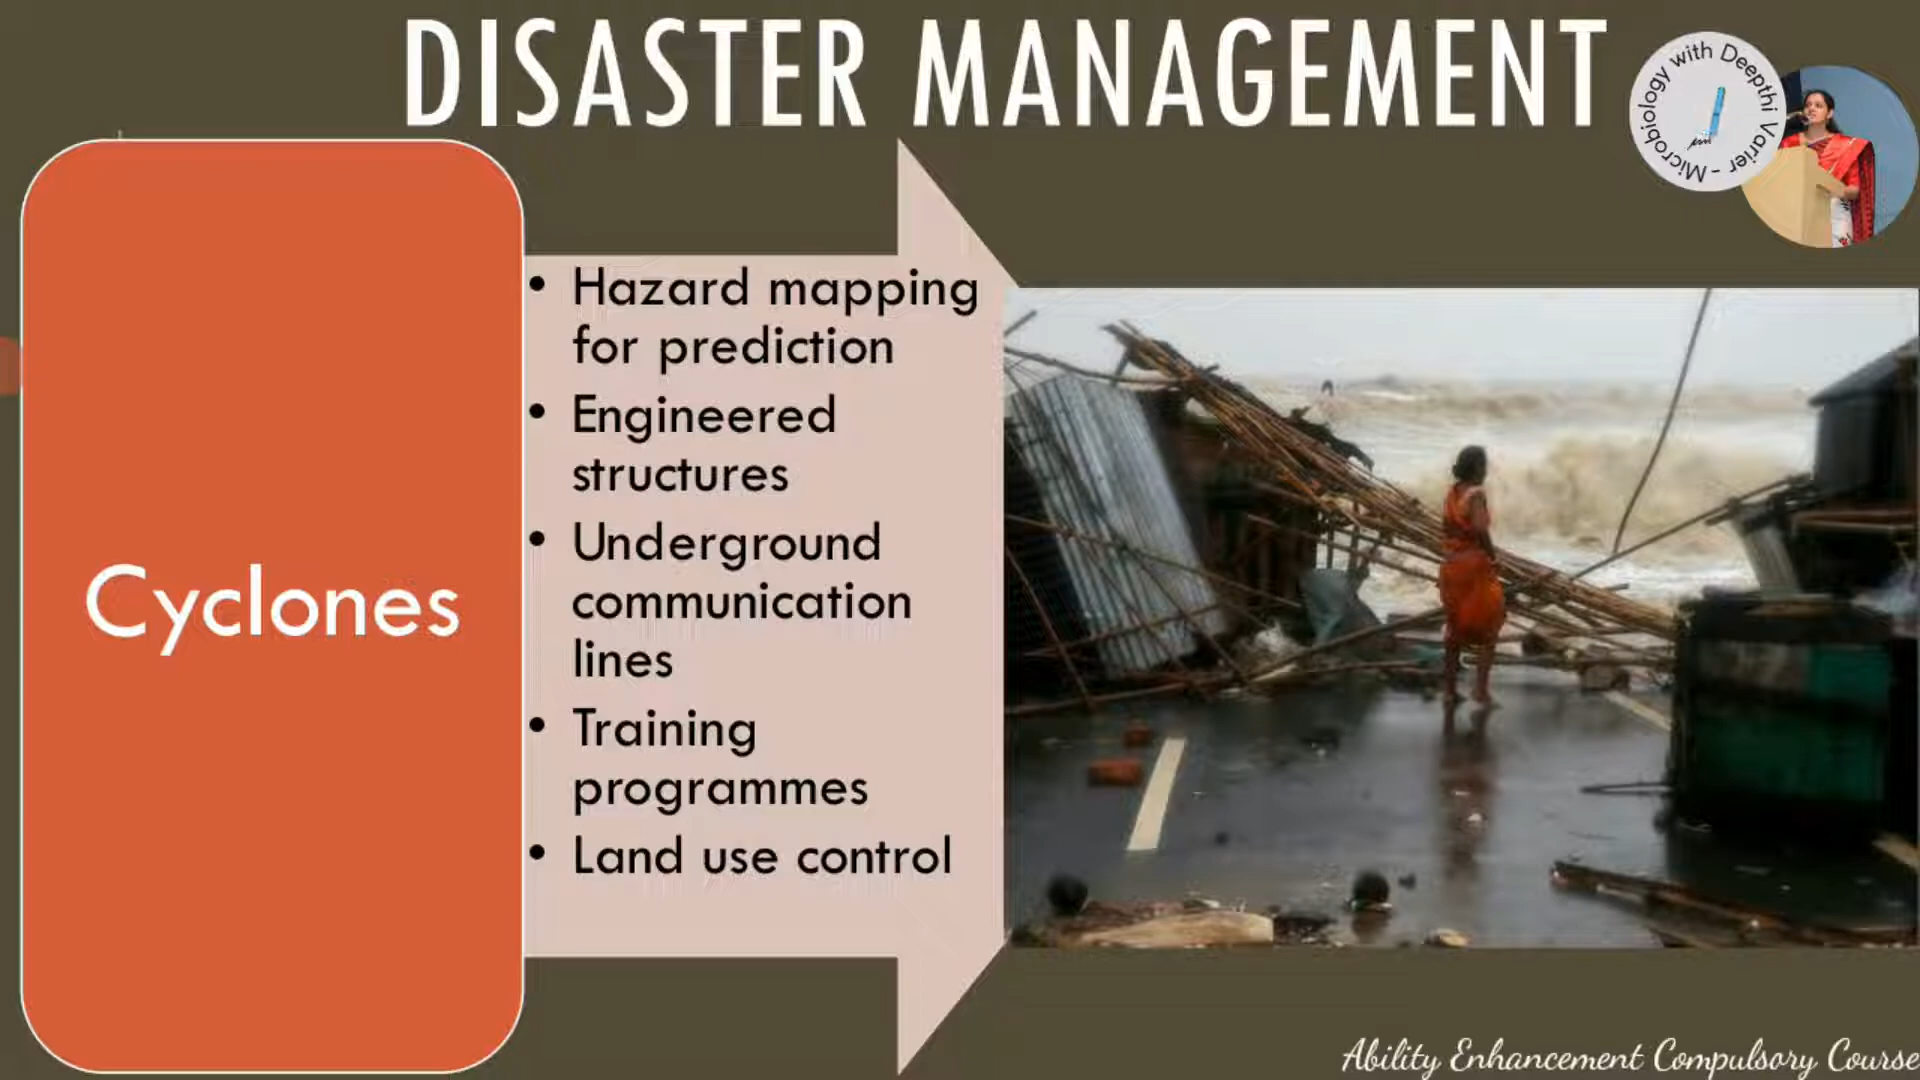 DISASTER MANAGEMENT
Microbiology with Deepthi Varier -
Cyclones
• Hazard mapping
for prediction
• Engineered
structures
• Underground
communication
lines
• Training
programmes
• Land use control
Ability Enhancement Compulsory Course